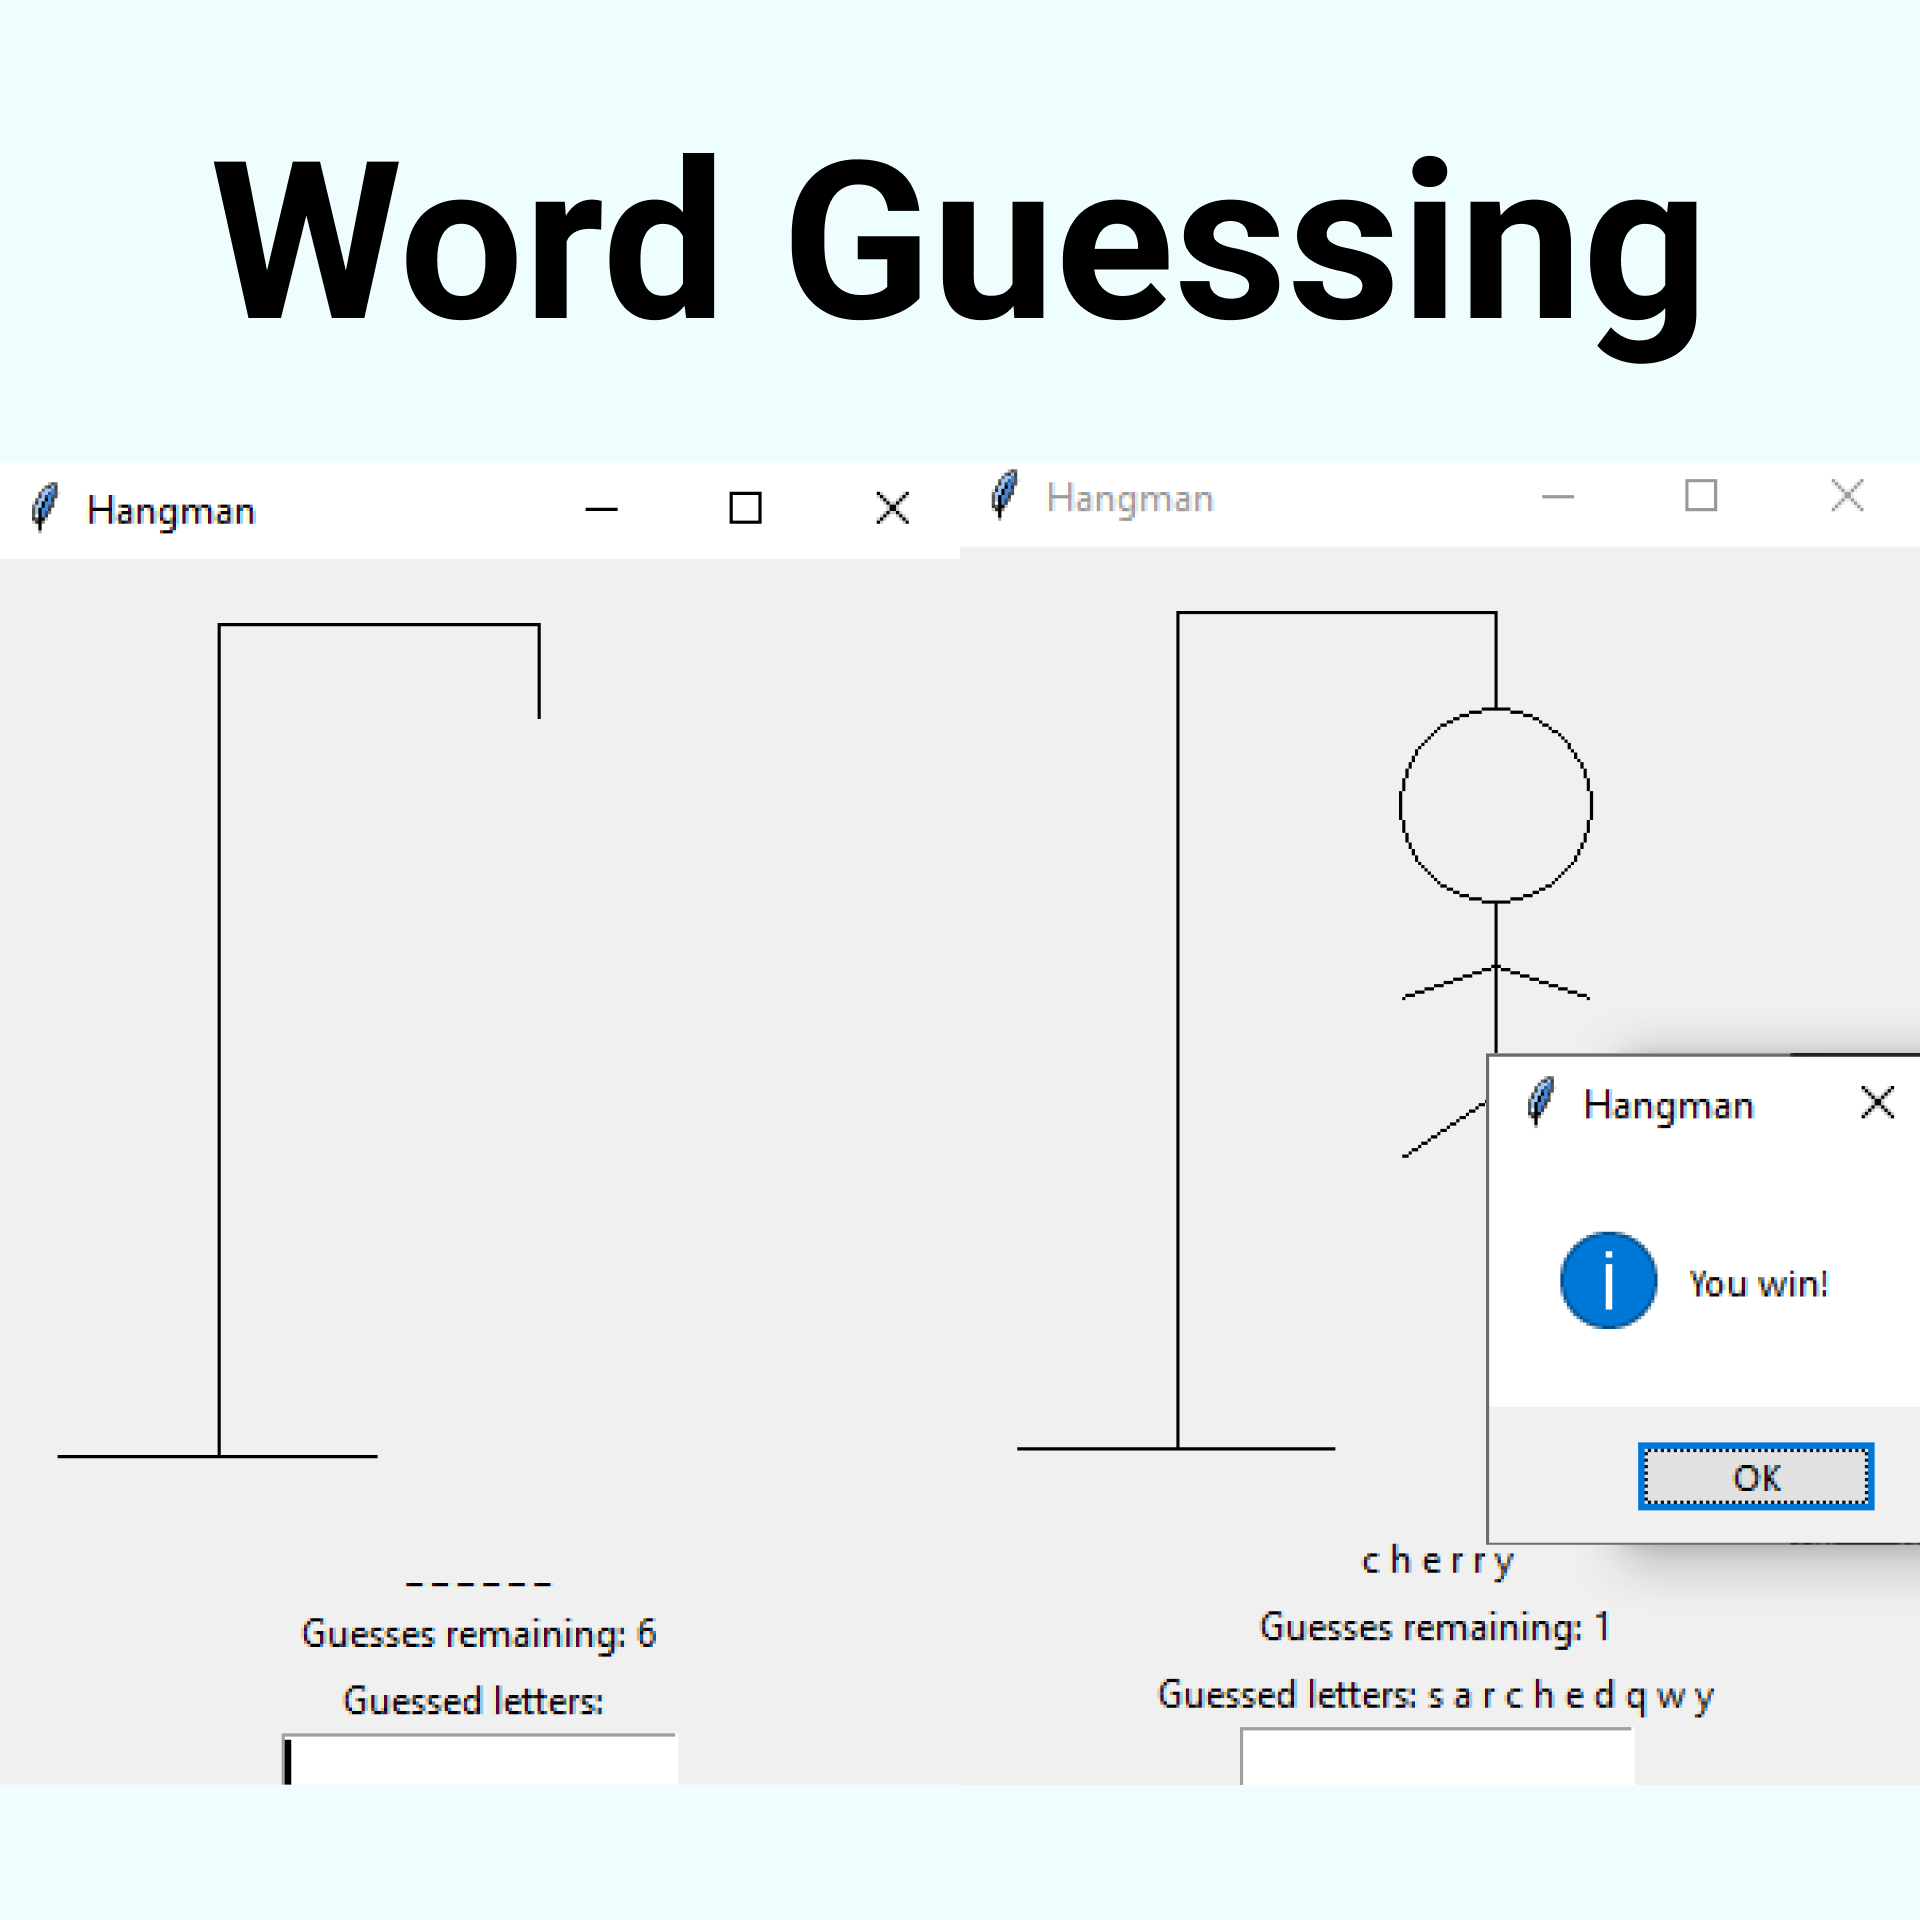 Word Guessing
Hangman
_ _ _ _ _ _
Guesses remaining: 6
Guessed letters:
Hangman
Hangman
You win!
OK
c h e r r y
Guesses remaining: 1
Guessed letters: s a r c h e d q w y